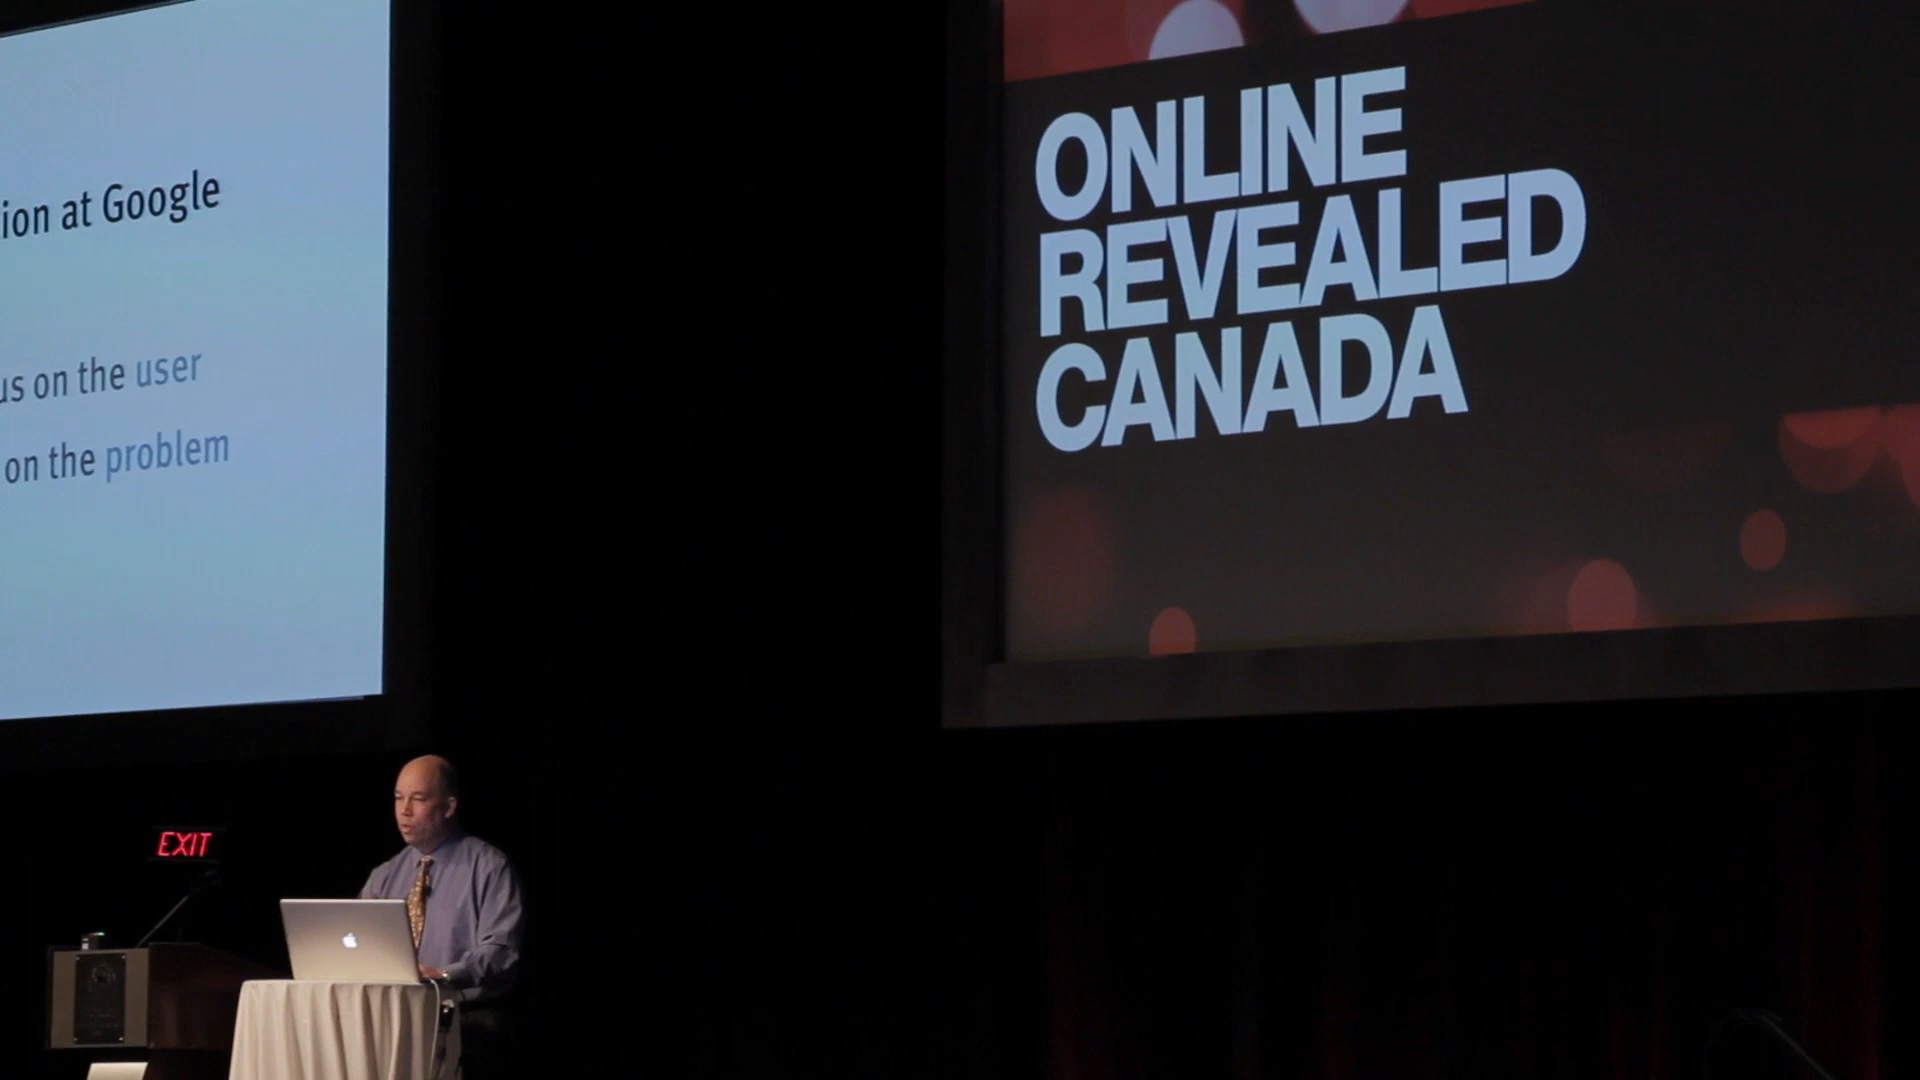 ion at Google
us on the user
on the problem
ONLINE
REVEALED
CANADA
EXIT